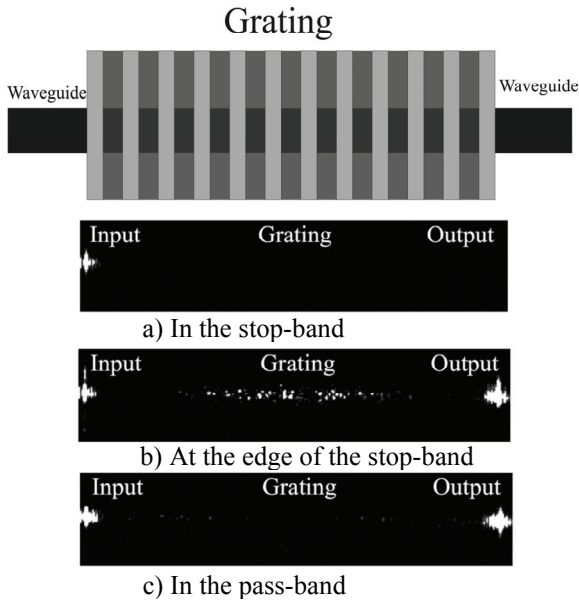 Grating
Waveguide
Waveguide
Input Grating Output
a) In the stop-band
Input Grating Output
b) At the edge of the stop-band
Input Grating Output
c) In the pass-band